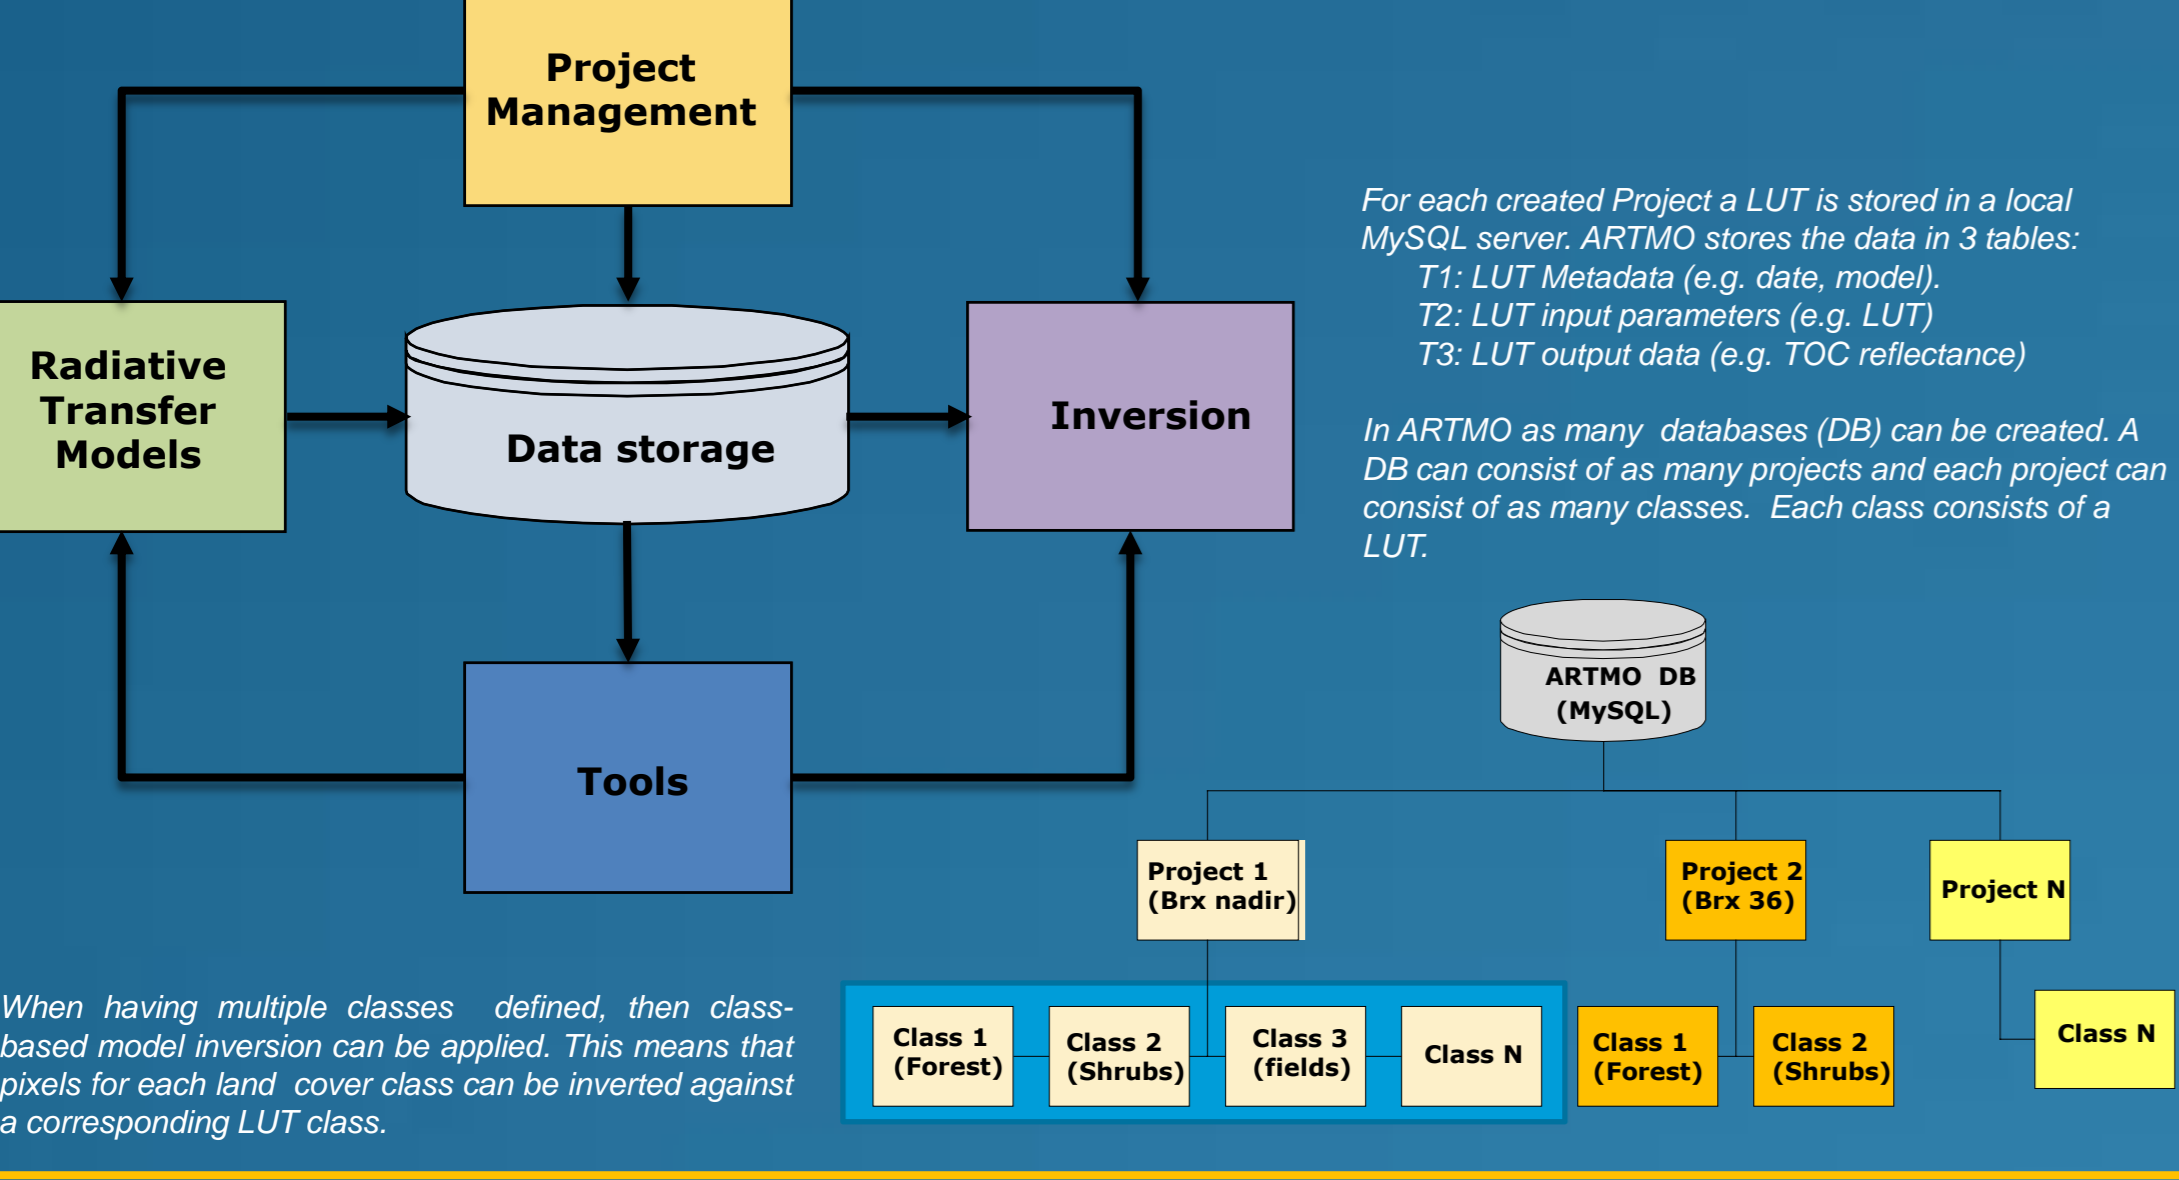 Project
Management
Radiative
Transfer
Models
Data storage
Inversion
Tools
For each created Project a LUT is stored in a local
MySQL server. ARTMO stores the data in 3 tables:
T1: LUT Metadata (e.g. date, model).
T2: LUT input parameters (e.g. LUT)
T3: LUT output data (e.g. TOC reflectance)
In ARTMO as many databases (DB) can be created. A
DB can consist of as many projects and each project can
consist of as many classes. Each class consists of a
LUT.
ARTMO DB
(MySQL)
Project 1
(Brx nadir)
Project 2
(Brx 36)
Project N
Class 1
(Forest)
Class 2
(Shrubs)
Class 3
(fields)
Class N
Class 1
(Forest)
Class 2
(Shrubs)
Class N
When having multiple classes defined, then class-
based model inversion can be applied. This means that
pixels for each land cover class can be inverted against
a corresponding LUT class.